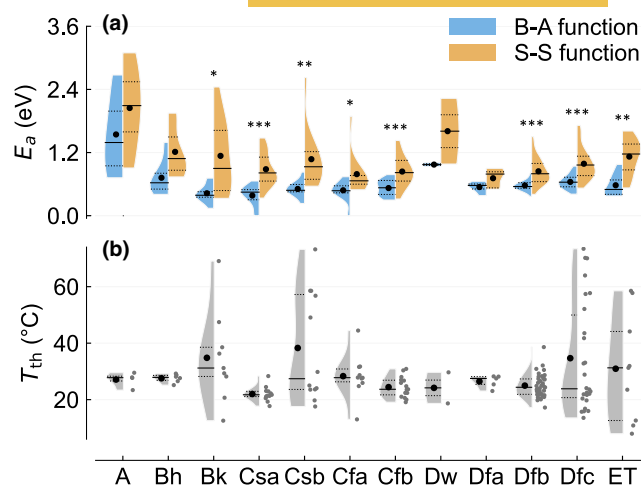 (a)
B-A function
S-S function
3.6
2.4
1.2
0.0
E_a (eV)
*
***
**
*
***
***
***
**
(b)
60
40
20
T_th (°C)
A Bh Bk Csa Csb Cfa Cfb Dw Dfa Dfb Dfc ET